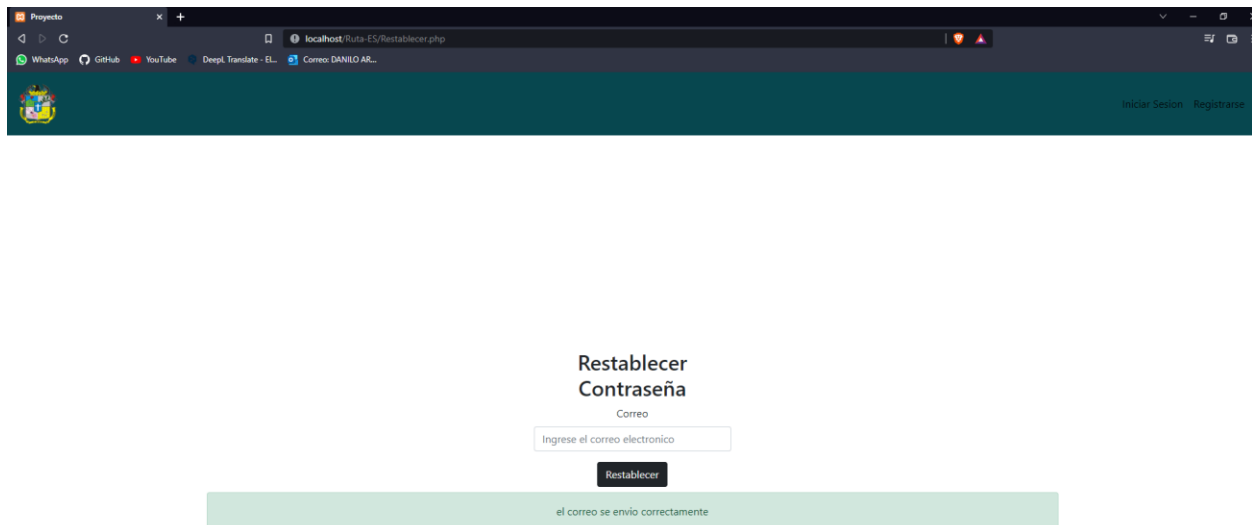 Proyecto
localhost/Ruta-ES/Restablecer.php
WhatsApp GitHub YouTube DeepL Translate - El... Correo: DANILO AR...
Iniciar Sesion Registrarse
Restablecer
Contraseña
Correo
Ingrese el correo electronico
Restablecer
el correo se envio correctamente